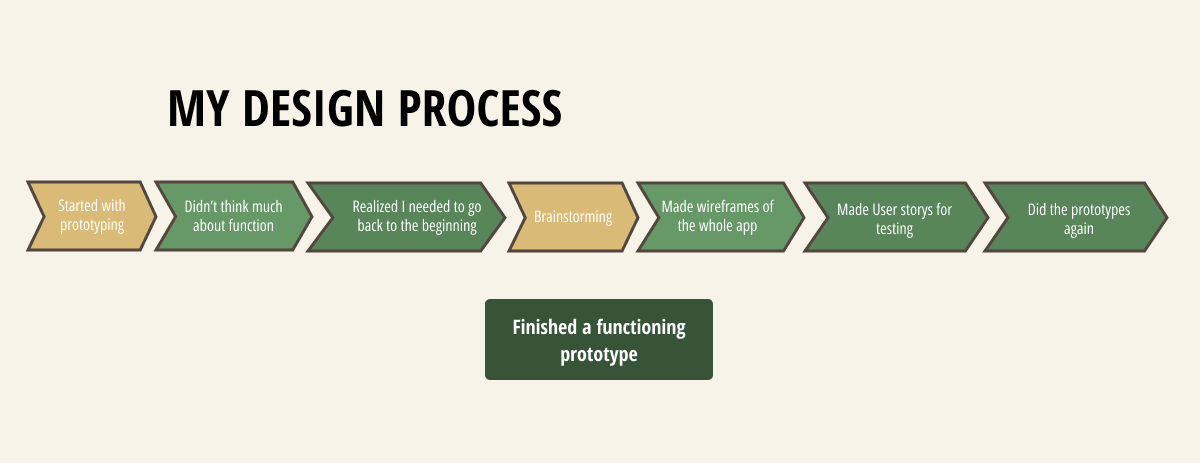 MY DESIGN PROCESS
Started with
prototyping
Didn't think much
about function
Realized I needed to go
back to the beginning
Brainstorming
Made wireframes of
the whole app
Made User storys for
testing
Did the prototypes
again
Finished a functioning
prototype